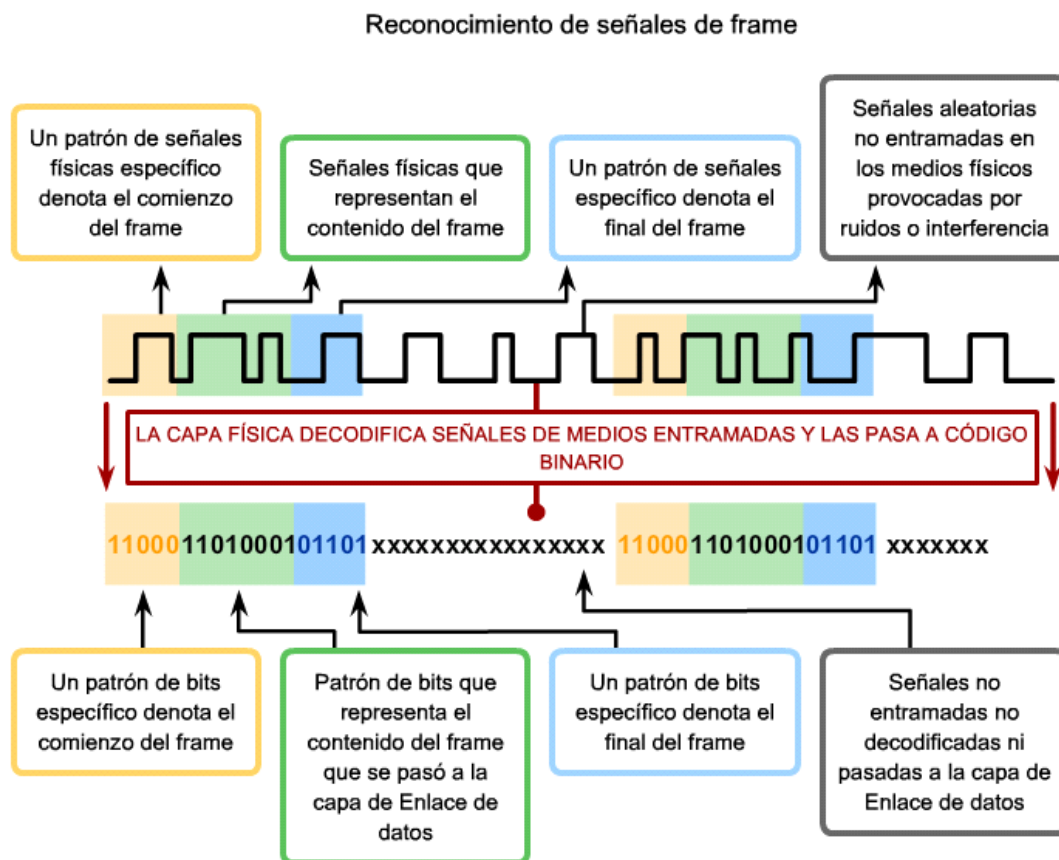 Reconocimiento de señales de frame
Un patrón de señales
físicas específico
denota el comienzo
del frame
Señales físicas que
representan el
contenido del frame
Un patrón de señales
específico denota el
final del frame
Señales aleatorias
no entramadas en
los medios físicos
provocadas por
ruidos o interferencia
LA CAPA FÍSICA DECODIFICA SEÑALES DE MEDIOS ENTRAMADAS Y LAS PASA A CÓDIGO
BINARIO
11000110100010110​1xxxxxxxxxxxxxxxx 11000110100010110​1 xxxxxxx
Un patrón de bits
específico denota el
comienzo del frame
Patrón de bits que
representa el
contenido del frame
que se pasó a la
capa de Enlace de
datos
Un patrón de bits
específico denota el
final del frame
Señales no
entramadas no
decodificadas ni
pasadas a la capa de
Enlace de datos